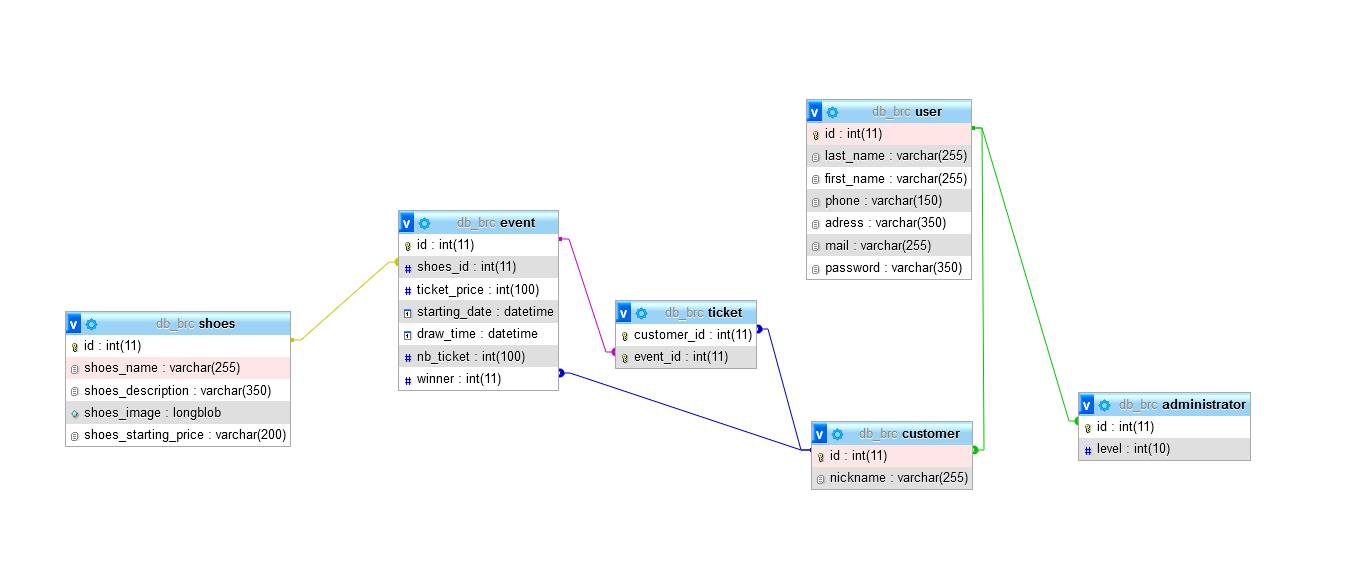 v db_brc shoes
id : int(11)
shoes_name : varchar(255)
shoes_description : varchar(350)
shoes_image : longblob
shoes_starting_price : varchar(200)
v db_brc event
id : int(11)
shoes_id : int(11)
ticket_price : int(100)
starting_date : datetime
draw_time : datetime
nb_ticket : int(100)
winner : int(11)
v db_brc ticket
customer_id : int(11)
event_id : int(11)
v db_brc user
id : int(11)
last_name : varchar(255)
first_name : varchar(255)
phone : varchar(150)
adress : varchar(350)
mail : varchar(255)
password : varchar(350)
v db_brc customer
id : int(11)
nickname : varchar(255)
v db_brc administrator
id : int(11)
level : int(10)